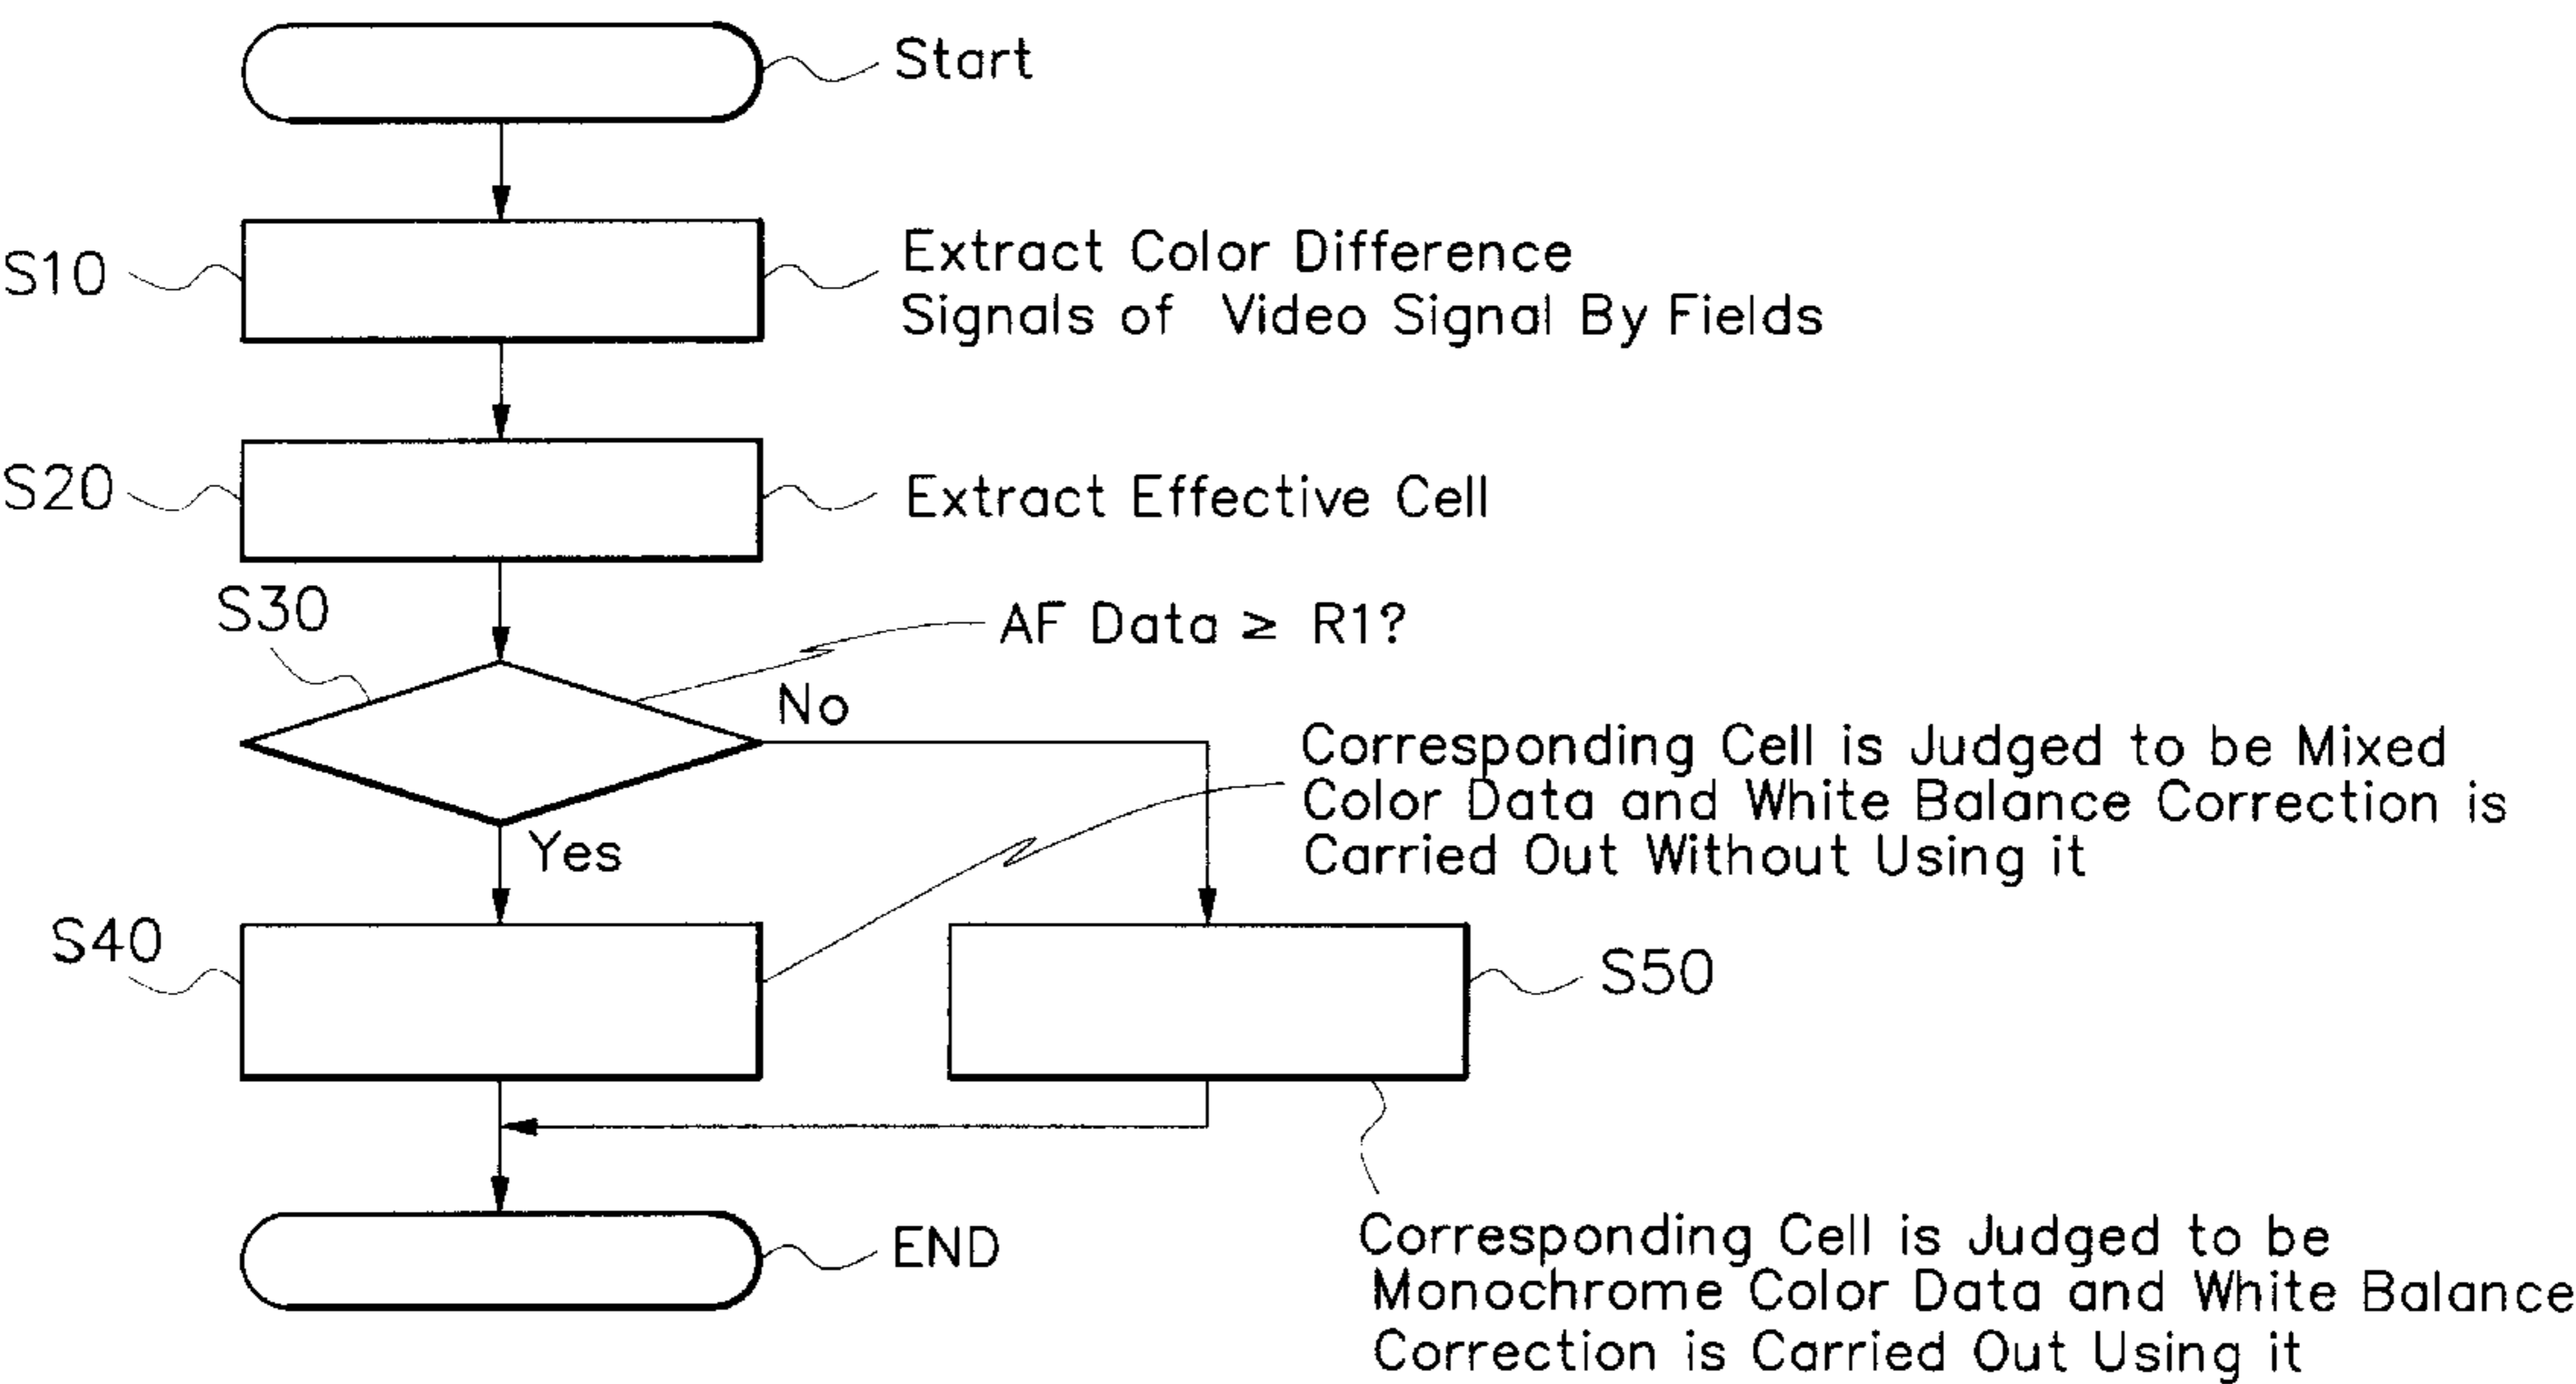 Start
S10
Extract Color Difference
Signals of Video Signal By Fields
S20
Extract Effective Cell
S30
AF Data ≥ R1?
No
Yes
Corresponding Cell is Judged to be Mixed
Color Data and White Balance Correction is
Carried Out Without Using it
S40
S50
END
Corresponding Cell is Judged to be
Monochrome Color Data and White Balance
Correction is Carried Out Using it